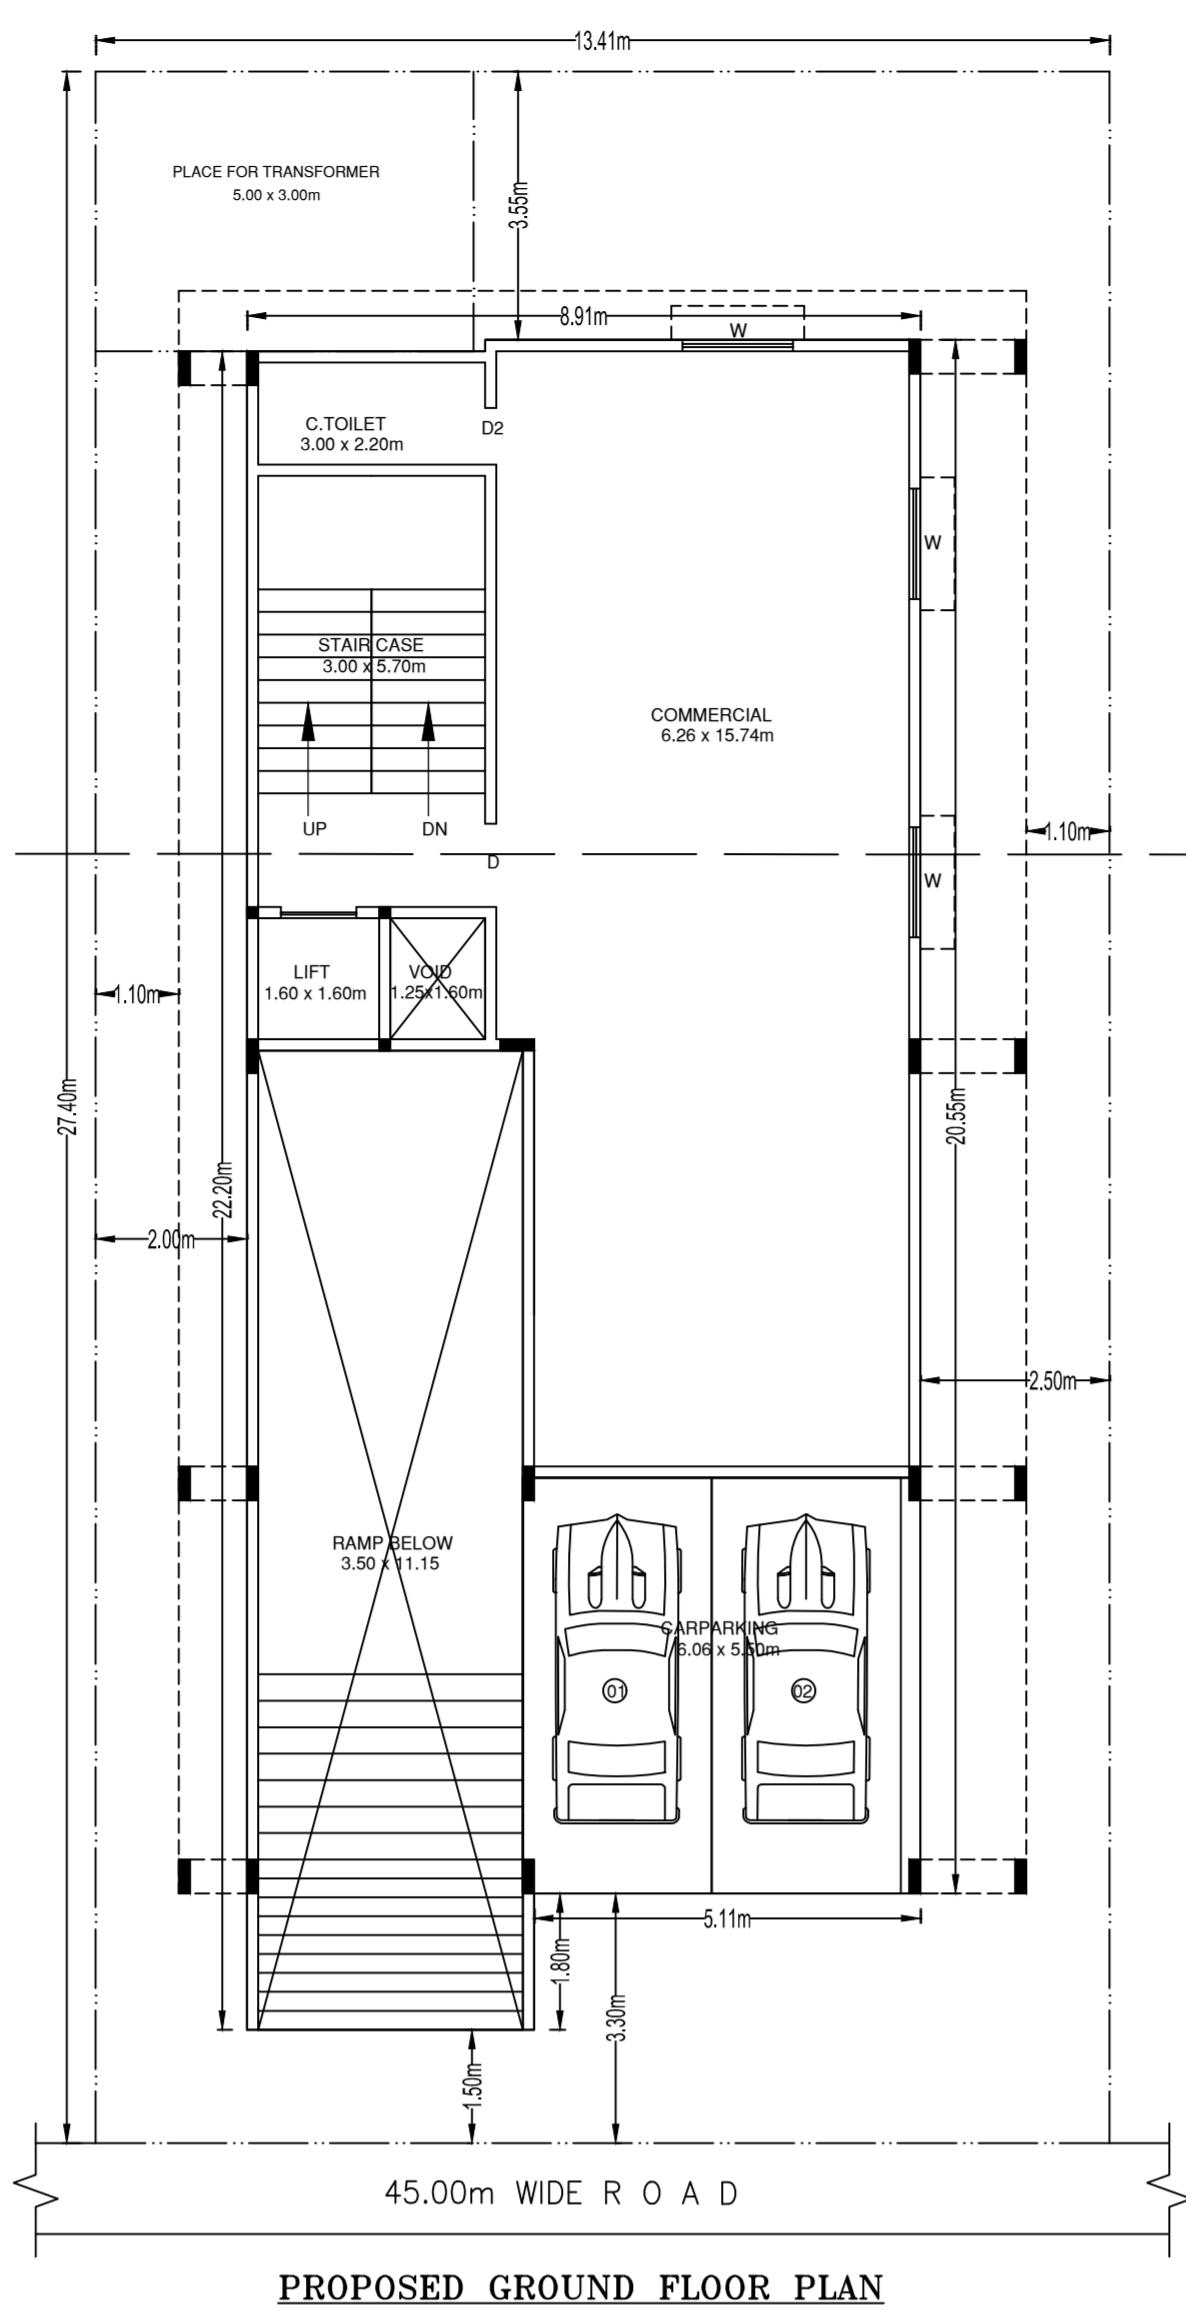 13.41m
PLACE FOR TRANSFORMER
5.00 x 3.00m
3.55m
8.91m
W
C.TOILET
3.00 x 2.20m
D2
W
STAIR CASE
3.00 x 5.70m
COMMERCIAL
6.26 x 15.74m
UP
DN
1.10m
D
W
LIFT
1.60 x 1.60m
VOID
1.25x1.60m
1.10m
27.40m
20.55m
22.20m
2.00m
2.50m
RAMP BELOW
3.50 x 11.15
CARPARKING
6.06 x 5.50m
01
02
5.11m
1.80m
3.30m
1.50m
45.00m WIDE R O A D
PROPOSED GROUND FLOOR PLAN